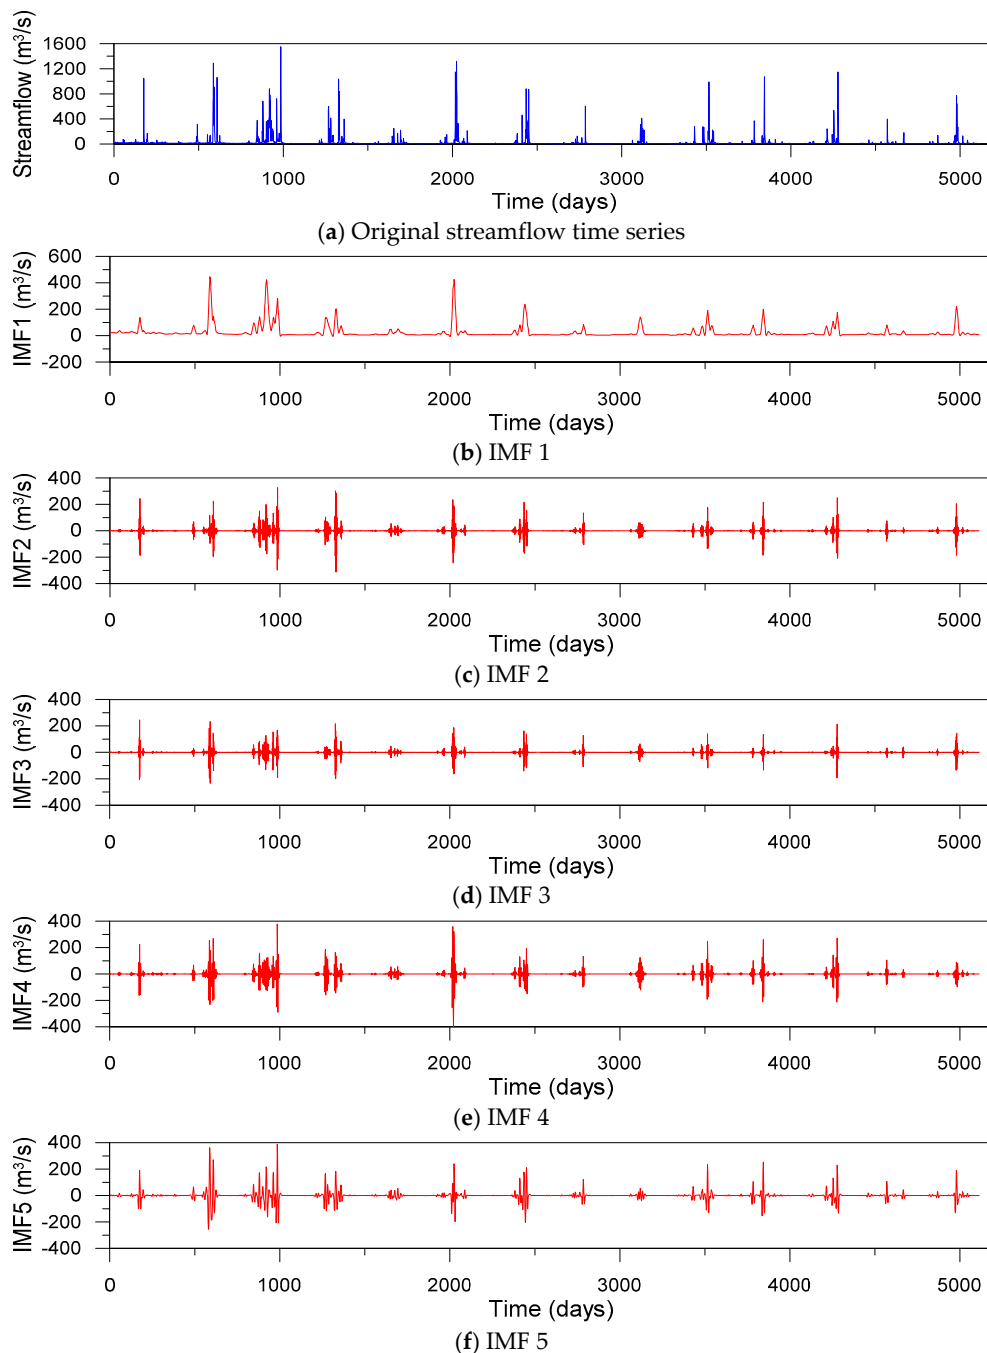 Streamflow (m³/s)
1600
1200
800
400
0
0 1000 2000 3000 4000 5000
Time (days)
(a) Original streamflow time series
IMF1 (m³/s)
600
400
200
0
-200
0 1000 2000 3000 4000 5000
Time (days)
(b) IMF 1
IMF2 (m³/s)
400
200
0
-200
-400
0 1000 2000 3000 4000 5000
Time (days)
(c) IMF 2
IMF3 (m³/s)
400
200
0
-200
-400
0 1000 2000 3000 4000 5000
Time (days)
(d) IMF 3
IMF4 (m³/s)
400
200
0
-200
-400
0 1000 2000 3000 4000 5000
Time (days)
(e) IMF 4
IMF5 (m³/s)
400
200
0
-200
-400
0 1000 2000 3000 4000 5000
Time (days)
(f) IMF 5